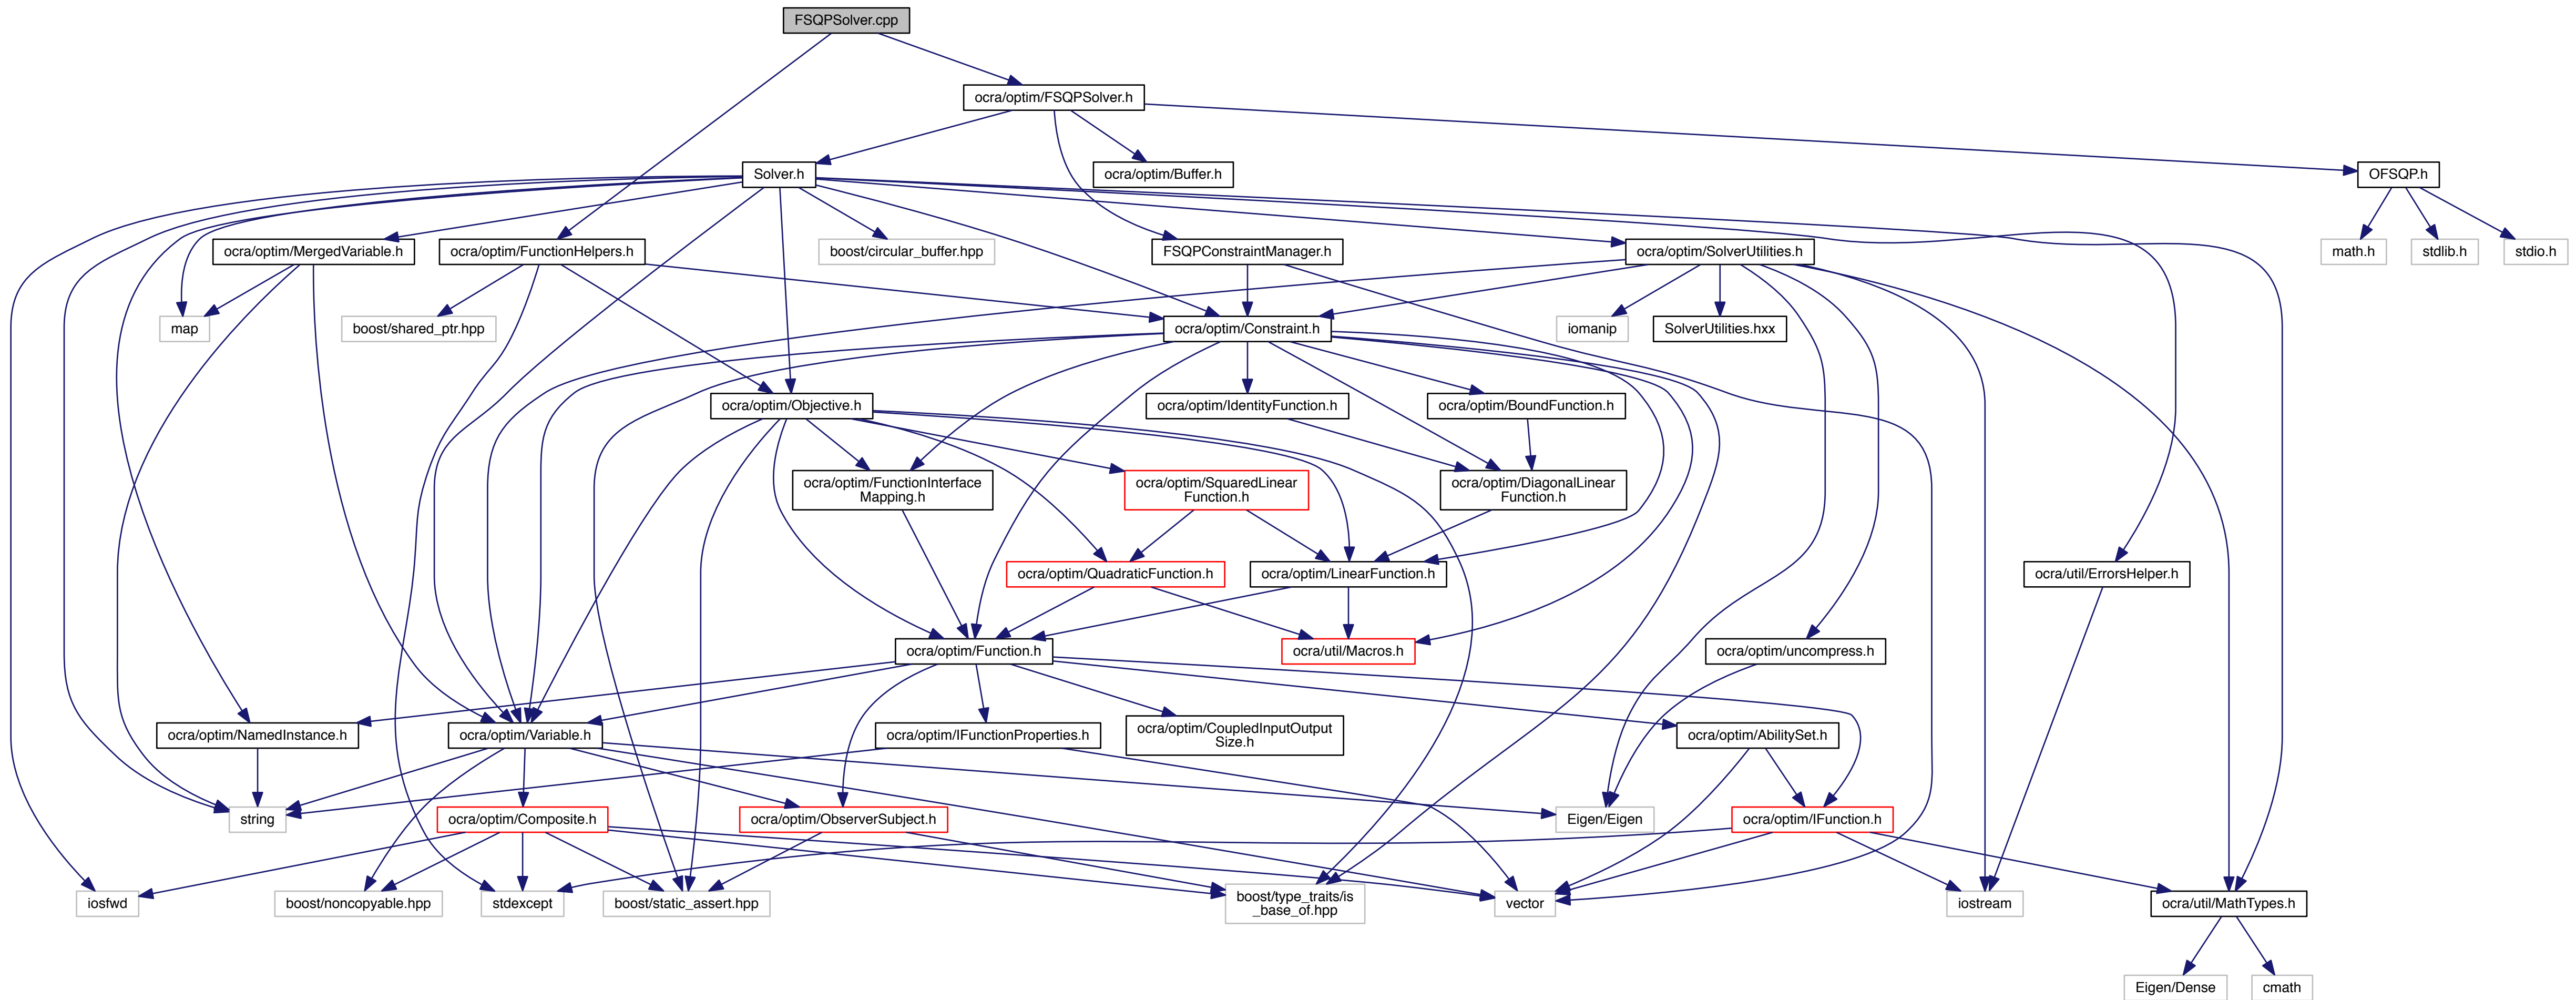 FSQPSolver.cpp
ocra/optim/FSQPSolver.h
Solver.h
ocra/optim/Buffer.h
OFSQP.h
ocra/optim/MergedVariable.h
ocra/optim/FunctionHelpers.h
boost/circular_buffer.hpp
FSQPConstraintManager.h
ocra/optim/SolverUtilities.h
math.h
stdlib.h
stdio.h
map
boost/shared_ptr.hpp
ocra/optim/Constraint.h
iomanip
SolverUtilities.hxx
ocra/optim/Objective.h
ocra/optim/IdentityFunction.h
ocra/optim/BoundFunction.h
ocra/optim/FunctionInterface
Mapping.h
ocra/optim/SquaredLinear
Function.h
ocra/optim/DiagonalLinear
Function.h
ocra/optim/QuadraticFunction.h
ocra/optim/LinearFunction.h
ocra/util/ErrorsHelper.h
ocra/optim/Function.h
ocra/util/Macros.h
ocra/optim/uncompress.h
ocra/optim/NamedInstance.h
ocra/optim/Variable.h
ocra/optim/IFunctionProperties.h
ocra/optim/CoupledInputOutput
Size.h
ocra/optim/AbilitySet.h
string
ocra/optim/Composite.h
ocra/optim/ObserverSubject.h
Eigen/Eigen
ocra/optim/IFunction.h
iosfwd
boost/noncopyable.hpp
stdexcept
boost/static_assert.hpp
boost/type_traits/is
_base_of.hpp
vector
iostream
ocra/util/MathTypes.h
Eigen/Dense
cmath